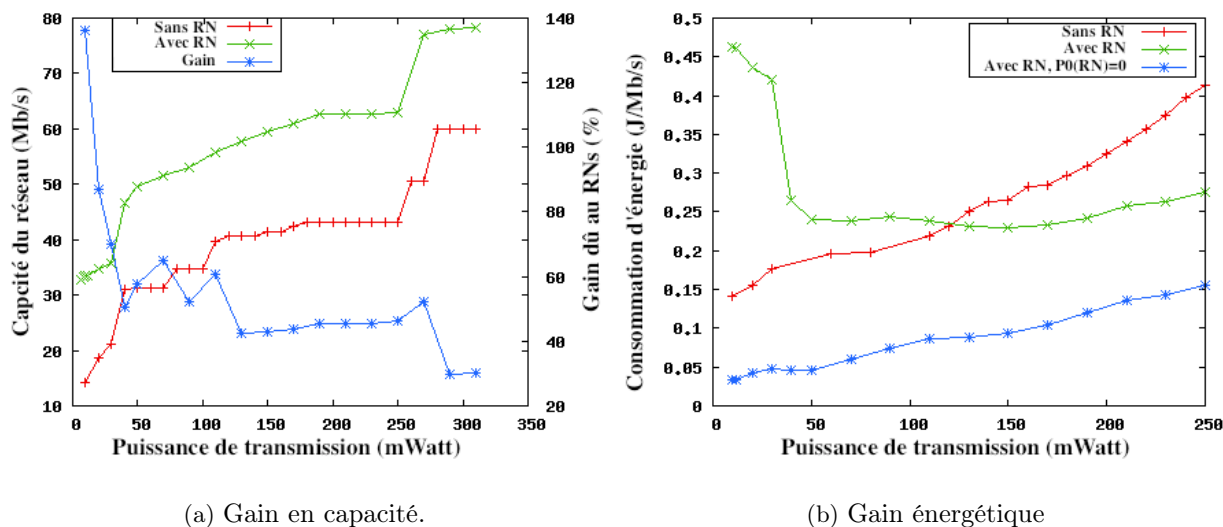 Capcité du réseau (Mb/s)
80
70
60
50
40
30
20
10
Sans RN
Avec RN
Gain
140
120
100
80
60
40
20
Gain dû au RNs (%)
0 50 100 150 200 250 300 350
Puissance de transmission (mWatt)
(a) Gain en capacité.
Consommation d'énergie (J/Mb/s)
0.5
0.45
0.4
0.35
0.3
0.25
0.2
0.15
0.1
0.05
0
Sans RN
Avec RN
Avec RN, P0(RN)=0
0 50 100 150 200 250
Puissance de transmission (mWatt)
(b) Gain énergétique